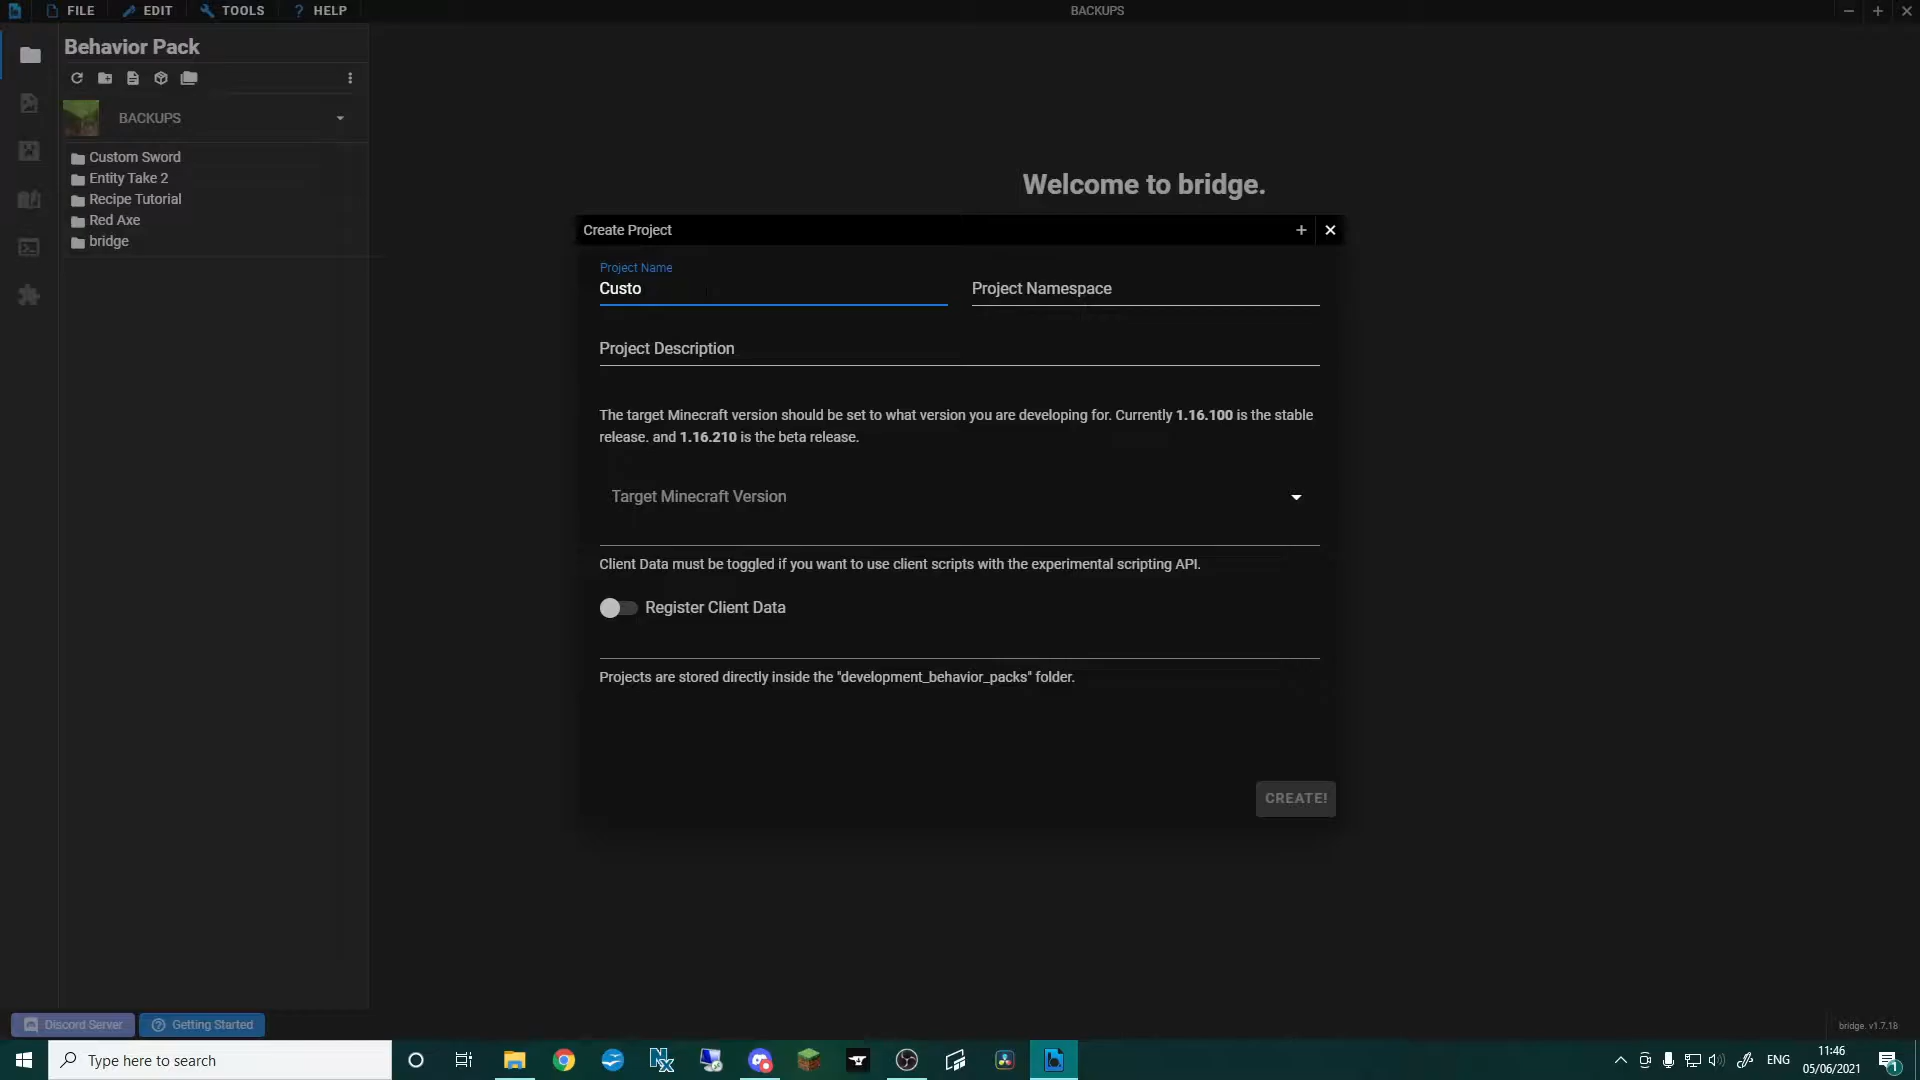 FILE
EDIT
TOOLS
? HELP
BACKUPS
Behavior Pack
BACKUPS
Custom Sword
Entity Take 2
Recipe Tutorial
Red Axe
bridge
Welcome to bridge.
Create Project
Project Name
Custo
Project Namespace
Project Description
The target Minecraft version should be set to what version you are developing for. Currently 1.16.100 is the stable
release. and 1.16.210 is the beta release.
Target Minecraft Version
Client Data must be toggled if you want to use client scripts with the experimental scripting API.
Register Client Data
Projects are stored directly inside the "development_behavior_packs" folder.
CREATE!
Discord Server
Getting Started
bridge. v1.7.18
Type here to search
Nx
ENG
11:46
05/06/2021
1